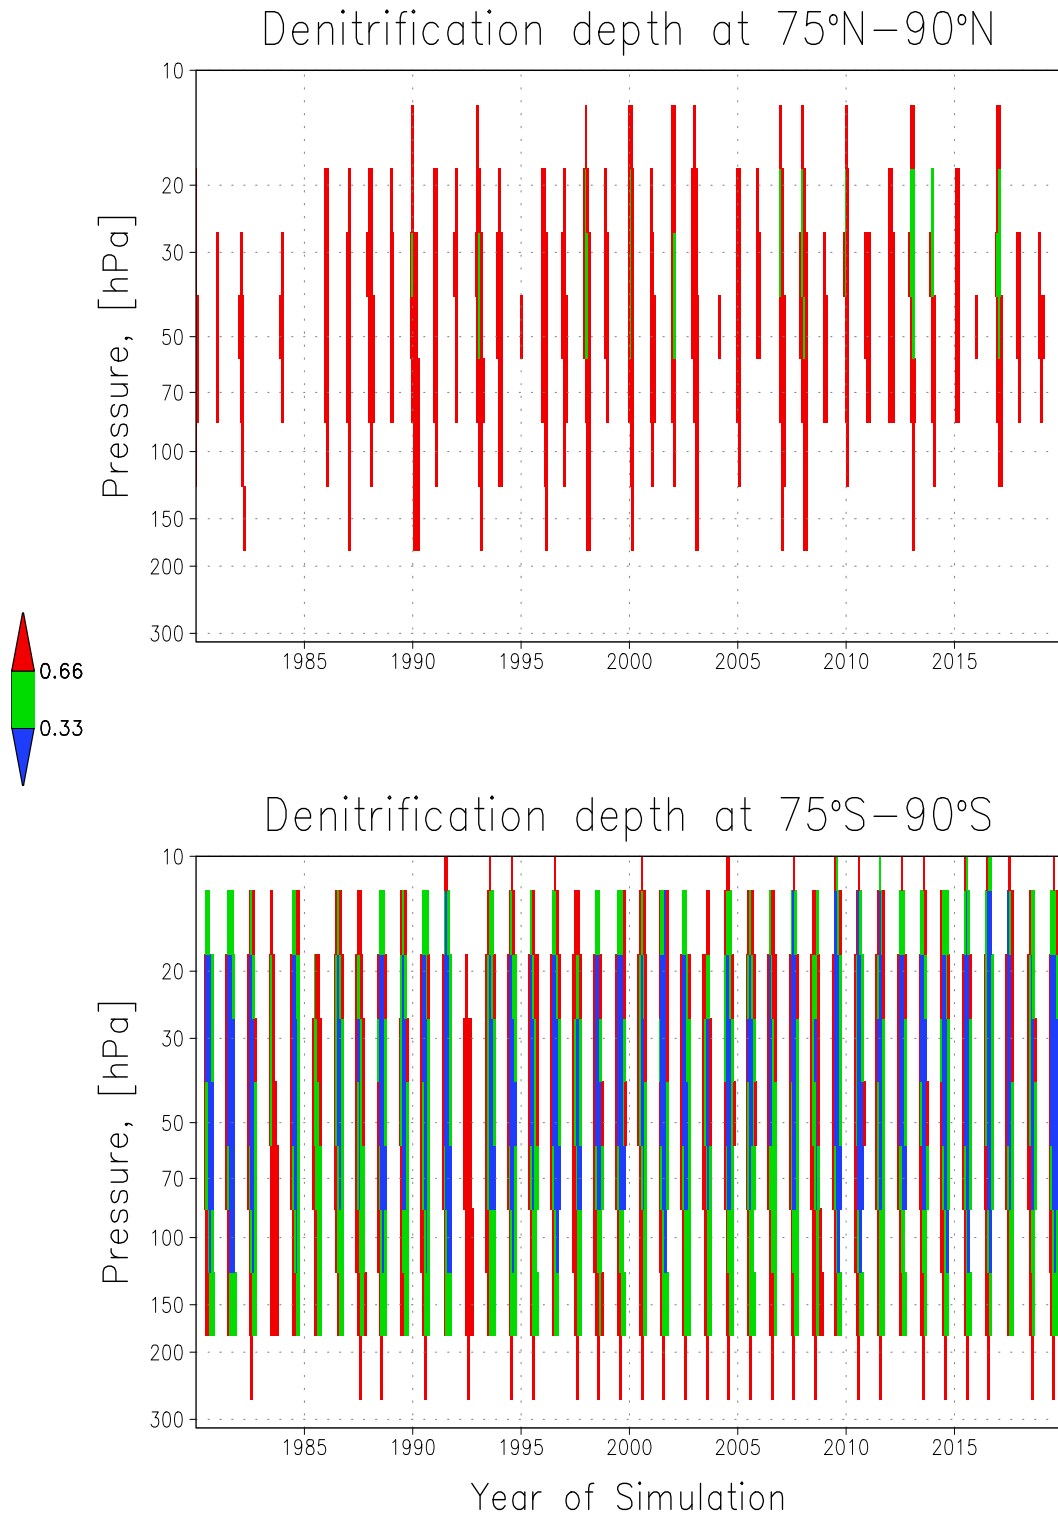 Denitrification depth at 75°N−90°N
Pressure, [hPa]
10
20
30
50
70
100
150
200
300
1985 1990 1995 2000 2005 2010 2015
0.66
0.33
Denitrification depth at 75°S−90°S
Pressure, [hPa]
10
20
30
50
70
100
150
200
300
1985 1990 1995 2000 2005 2010 2015
Year of Simulation